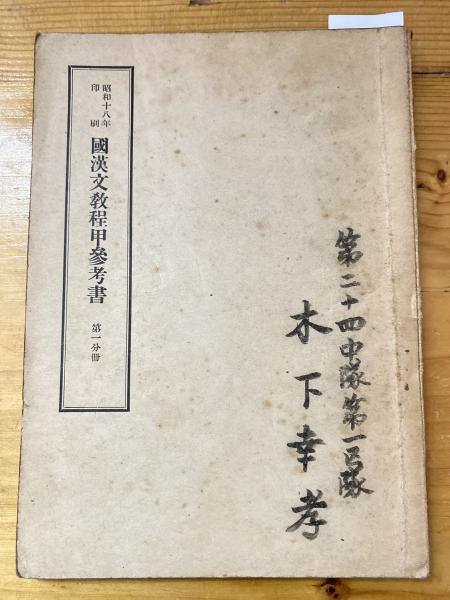 第二十四中隊第一区隊
木下幸孝
昭和十八年
印刷
國漢文教程甲參考書
第一分冊